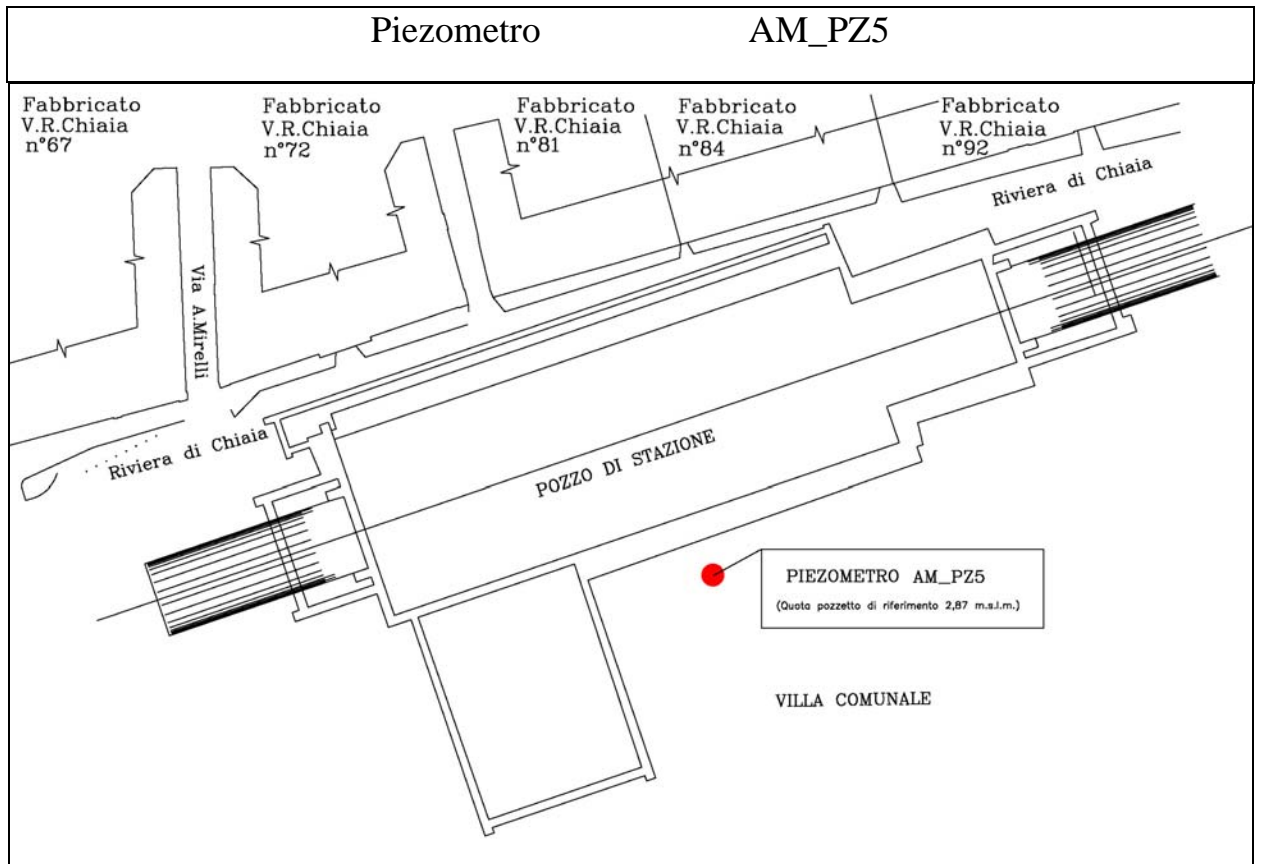 Piezometro AM_PZ5
Fabbricato
V.R.Chiaia
n°67
Fabbricato
V.R.Chiaia
n°72
Fabbricato
V.R.Chiaia
n°81
Fabbricato
V.R.Chiaia
n°84
Fabbricato
V.R.Chiaia
n°92
Riviera di Chiaia
Via A.Mirelli
Riviera di Chiaia
POZZO DI STAZIONE
PIEZOMETRO AM_PZ5
(Quota pozzetto di riferimento 2,87 m.s.l.m.)
VILLA COMUNALE